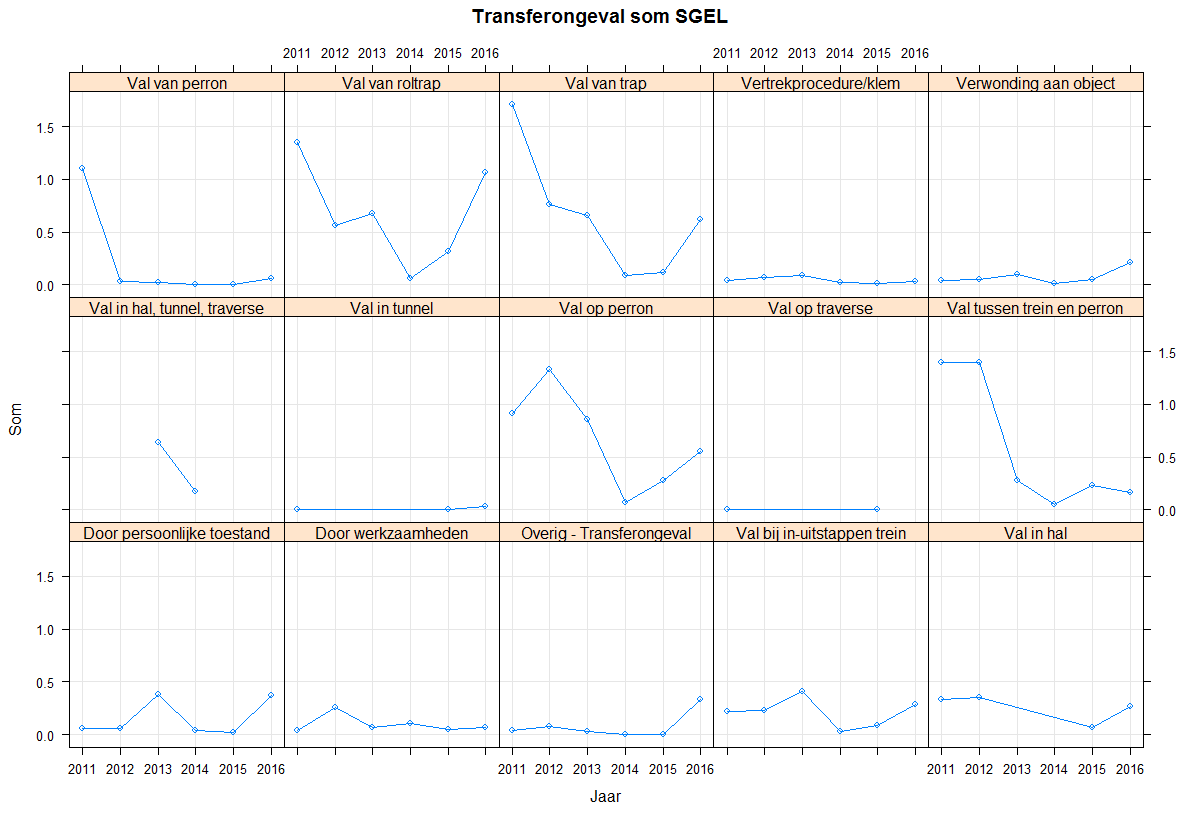 Transferongeval som SGEL
2011 2012 2013 2014 2015 2016 2011 2012 2013 2014 2015 2016
Val van perron Val van roltrap Val van trap Vertrekprocedure/klem Verwonding aan object
1.5
1.0
0.5
0.0
Val in hal, tunnel, traverse Val in tunnel Val op perron Val op traverse Val tussen trein en perron
1.5
1.0
0.5
0.0
Som
Door persoonlijke toestand Door werkzaamheden Overig - Transferongeval Val bij in-uitstappen trein Val in hal
1.5
1.0
0.5
0.0
2011 2012 2013 2014 2015 2016 2011 2012 2013 2014 2015 2016 2011 2012 2013 2014 2015 2016
Jaar